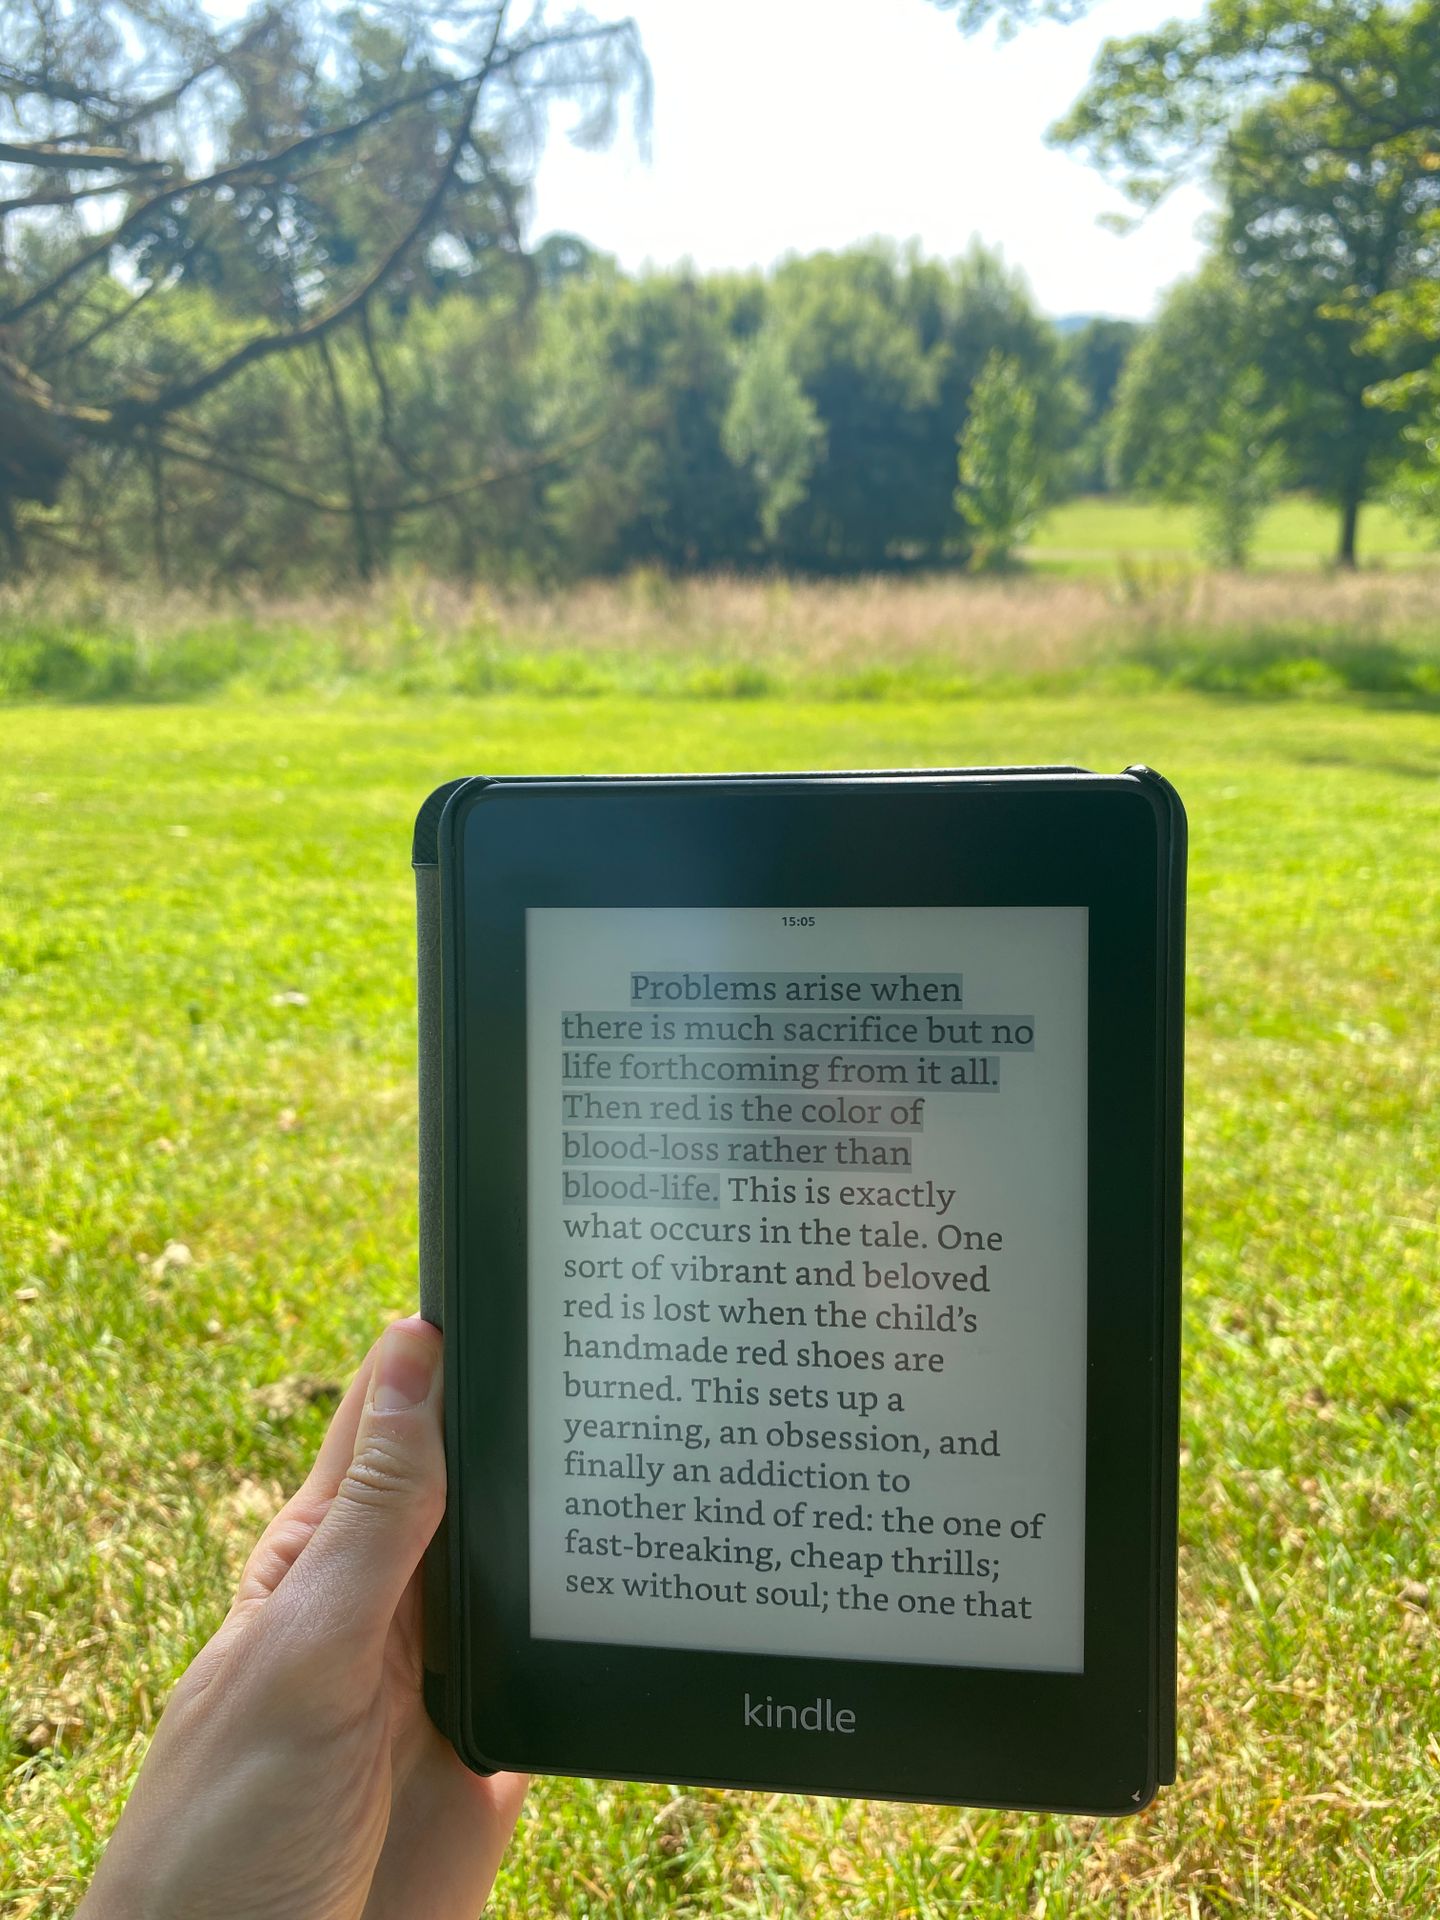 15:05
Problems arise when
there is much sacrifice but no
life forthcoming from it all.
Then red is the color of
blood-loss rather than
blood-life. This is exactly
what occurs in the tale. One
sort of vibrant and beloved
red is lost when the child’s
handmade red shoes are
burned. This sets up a
yearning, an obsession, and
finally an addiction to
another kind of red: the one of
fast-breaking, cheap thrills;
sex without soul; the one that
kindle